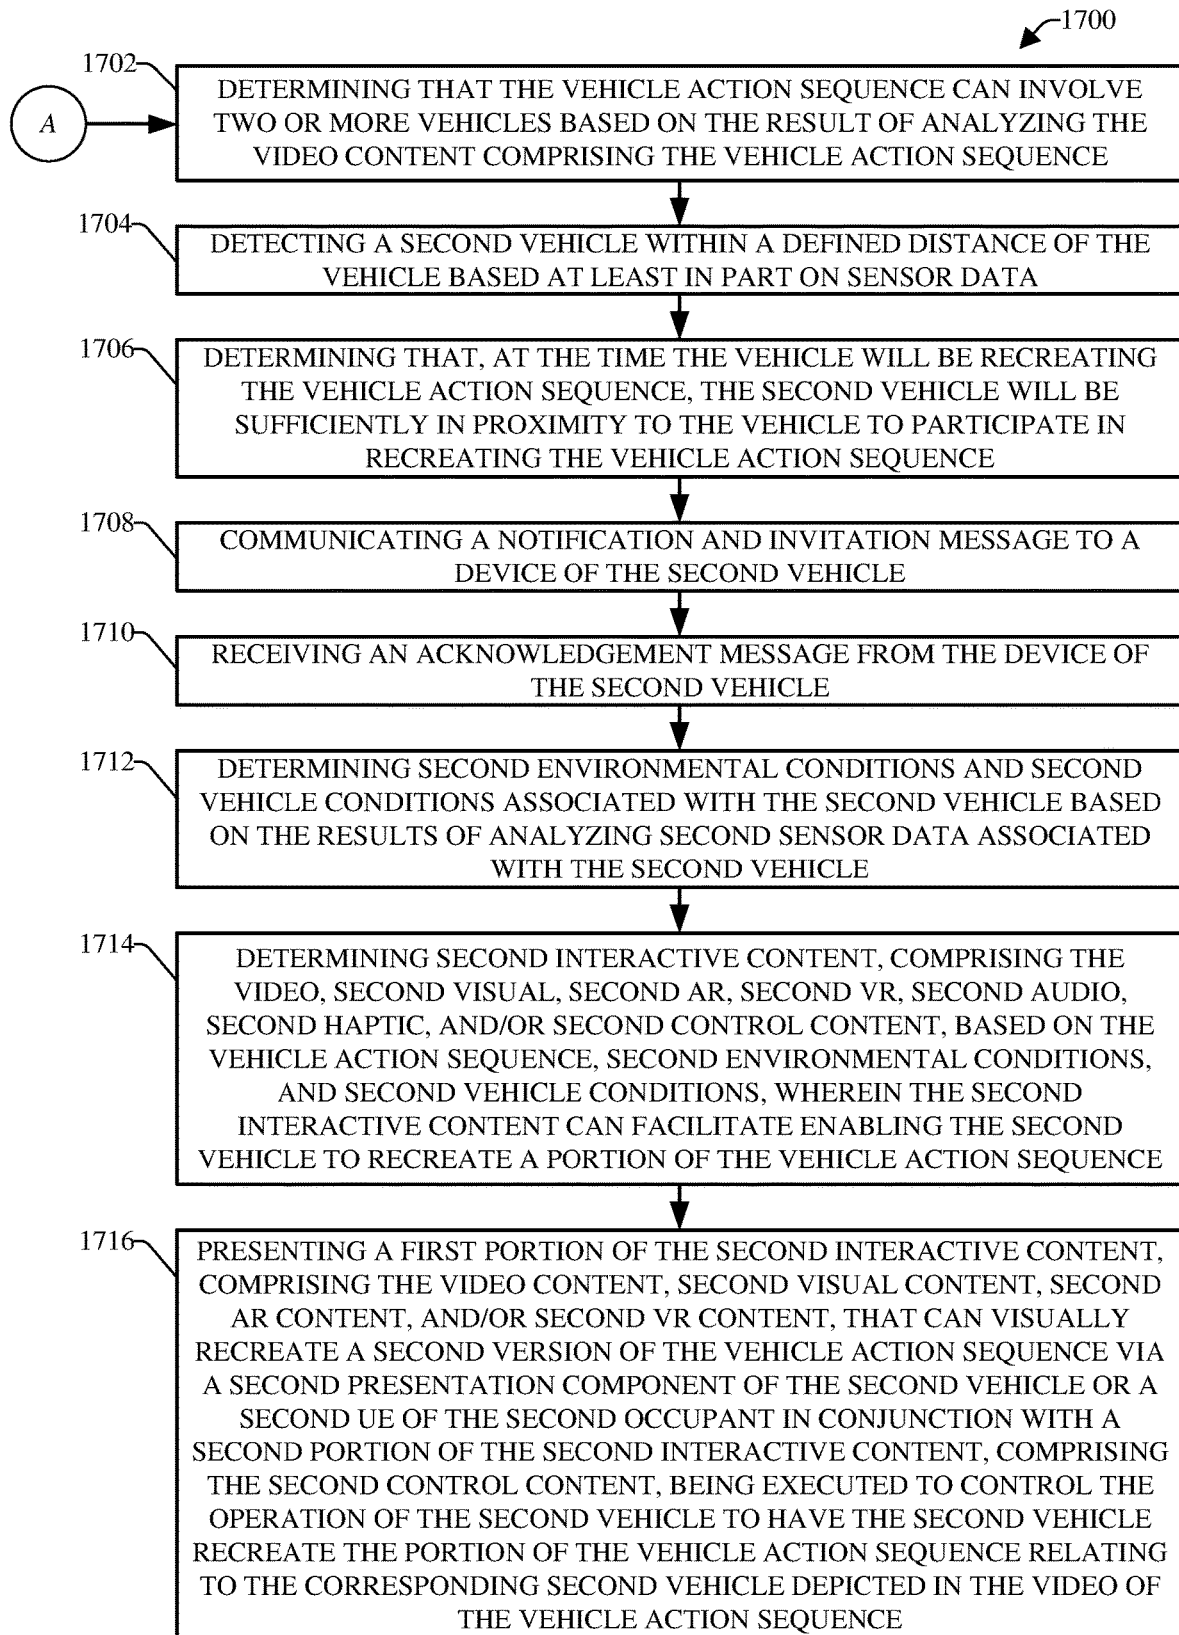 1700
1702
A
DETERMINING THAT THE VEHICLE ACTION SEQUENCE CAN INVOLVE
TWO OR MORE VEHICLES BASED ON THE RESULT OF ANALYZING THE
VIDEO CONTENT COMPRISING THE VEHICLE ACTION SEQUENCE
1704
DETECTING A SECOND VEHICLE WITHIN A DEFINED DISTANCE OF THE
VEHICLE BASED AT LEAST IN PART ON SENSOR DATA
1706
DETERMINING THAT, AT THE TIME THE VEHICLE WILL BE RECREATING
THE VEHICLE ACTION SEQUENCE, THE SECOND VEHICLE WILL BE
SUFFICIENTLY IN PROXIMITY TO THE VEHICLE TO PARTICIPATE IN
RECREATING THE VEHICLE ACTION SEQUENCE
1708
COMMUNICATING A NOTIFICATION AND INVITATION MESSAGE TO A
DEVICE OF THE SECOND VEHICLE
1710
RECEIVING AN ACKNOWLEDGEMENT MESSAGE FROM THE DEVICE OF
THE SECOND VEHICLE
1712
DETERMINING SECOND ENVIRONMENTAL CONDITIONS AND SECOND
VEHICLE CONDITIONS ASSOCIATED WITH THE SECOND VEHICLE BASED
ON THE RESULTS OF ANALYZING SECOND SENSOR DATA ASSOCIATED
WITH THE SECOND VEHICLE
1714
DETERMINING SECOND INTERACTIVE CONTENT, COMPRISING THE
VIDEO, SECOND VISUAL, SECOND AR, SECOND VR, SECOND AUDIO,
SECOND HAPTIC, AND/OR SECOND CONTROL CONTENT, BASED ON THE
VEHICLE ACTION SEQUENCE, SECOND ENVIRONMENTAL CONDITIONS,
AND SECOND VEHICLE CONDITIONS, WHEREIN THE SECOND
INTERACTIVE CONTENT CAN FACILITATE ENABLING THE SECOND
VEHICLE TO RECREATE A PORTION OF THE VEHICLE ACTION SEQUENCE
1716
PRESENTING A FIRST PORTION OF THE SECOND INTERACTIVE CONTENT,
COMPRISING THE VIDEO CONTENT, SECOND VISUAL CONTENT, SECOND
AR CONTENT, AND/OR SECOND VR CONTENT, THAT CAN VISUALLY
RECREATE A SECOND VERSION OF THE VEHICLE ACTION SEQUENCE VIA
A SECOND PRESENTATION COMPONENT OF THE SECOND VEHICLE OR A
SECOND UE OF THE SECOND OCCUPANT IN CONJUNCTION WITH A
SECOND PORTION OF THE SECOND INTERACTIVE CONTENT, COMPRISING
THE SECOND CONTROL CONTENT, BEING EXECUTED TO CONTROL THE
OPERATION OF THE SECOND VEHICLE TO HAVE THE SECOND VEHICLE
RECREATE THE PORTION OF THE VEHICLE ACTION SEQUENCE RELATING
TO THE CORRESPONDING SECOND VEHICLE DEPICTED IN THE VIDEO OF
THE VEHICLE ACTION SEQUENCE